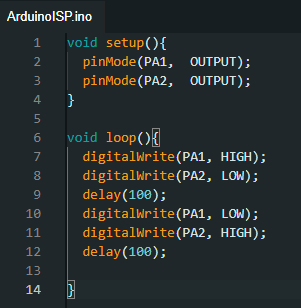 ArduinoISP.ino
1 void setup(){
2   pinMode(PA1,  OUTPUT);
3   pinMode(PA2,  OUTPUT);
4 }
5
6 void loop(){
7   digitalWrite(PA1, HIGH);
8   digitalWrite(PA2, LOW);
9   delay(100);
10   digitalWrite(PA1, LOW);
11   digitalWrite(PA2, HIGH);
12   delay(100);
13
14 }